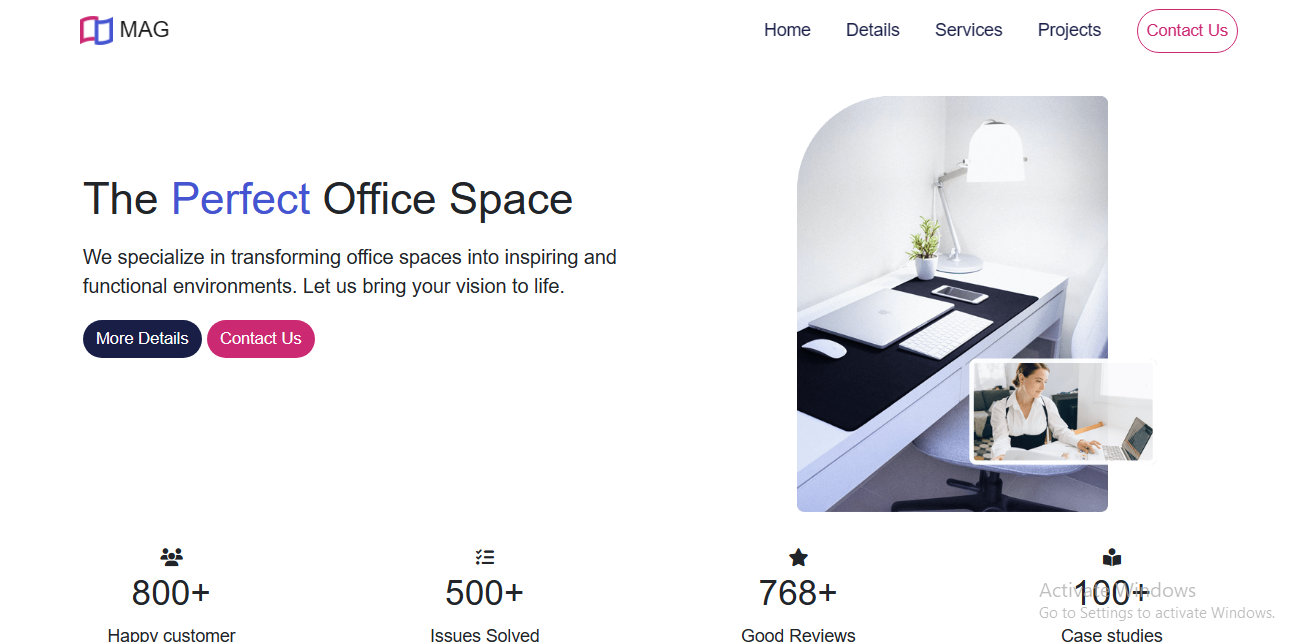 MAG
Home Details Services Projects Contact Us
The Perfect Office Space
We specialize in transforming office spaces into inspiring and
functional environments. Let us bring your vision to life.
More Details Contact Us
800+ 500+ 768+ 100+
Happy customer Issues Solved Good Reviews Case studies
Activate Windows
Go to Settings to activate Windows.